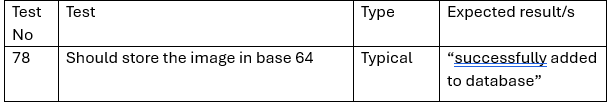 Test No | Test | Type | Expected result/s
78 | Should store the image in base 64 | Typical | “successfully added to database”